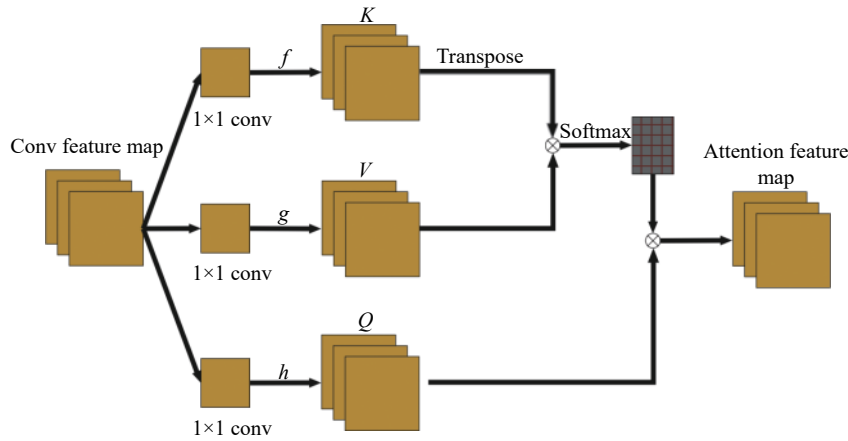 K
f
Transpose
1×1 conv
Softmax
Conv feature map
Attention feature
map
V
g
1×1 conv
Q
h
1×1 conv